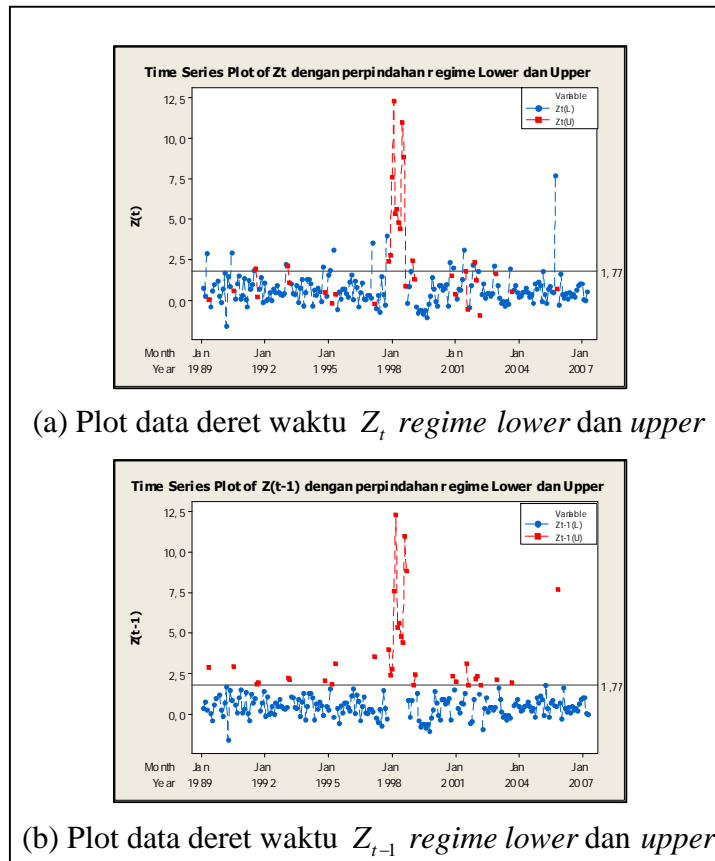 Time Series Plot of Zt dengan perpindahan regime Lower dan Upper
Variable
Zt(L)
Zt(U)
12,5
10,0
7,5
5,0
2,5
0,0
Z(t)
1,77
Month Jan Jan Jan Jan Jan Jan Jan
Year 1989 1992 1995 1998 2001 2004 2007
(a) Plot data deret waktu Z_t regime lower dan upper
Time Series Plot of Z(t-1) dengan perpindahan regime Lower dan Upper
Variable
Zt-1(L)
Zt-1(U)
12,5
10,0
7,5
5,0
2,5
0,0
Z(t-1)
1,77
Month Jan Jan Jan Jan Jan Jan Jan
Year 1989 1992 1995 1998 2001 2004 2007
(b) Plot data deret waktu Z_{t-1} regime lower dan upper